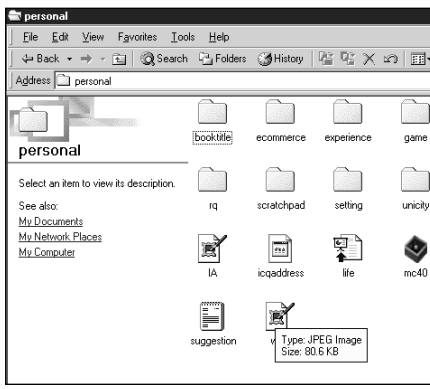 personal
File Edit View Favorites Tools Help
Back Search Folders History
Address personal
personal
Select an item to view its description.
See also:
My Documents
My Network Places
My Computer
booktitle ecommerce experience game
rq scratchpad setting unicity
IA icqaddress life mc40
suggestion
Type: JPEG Image
Size: 80.6 KB